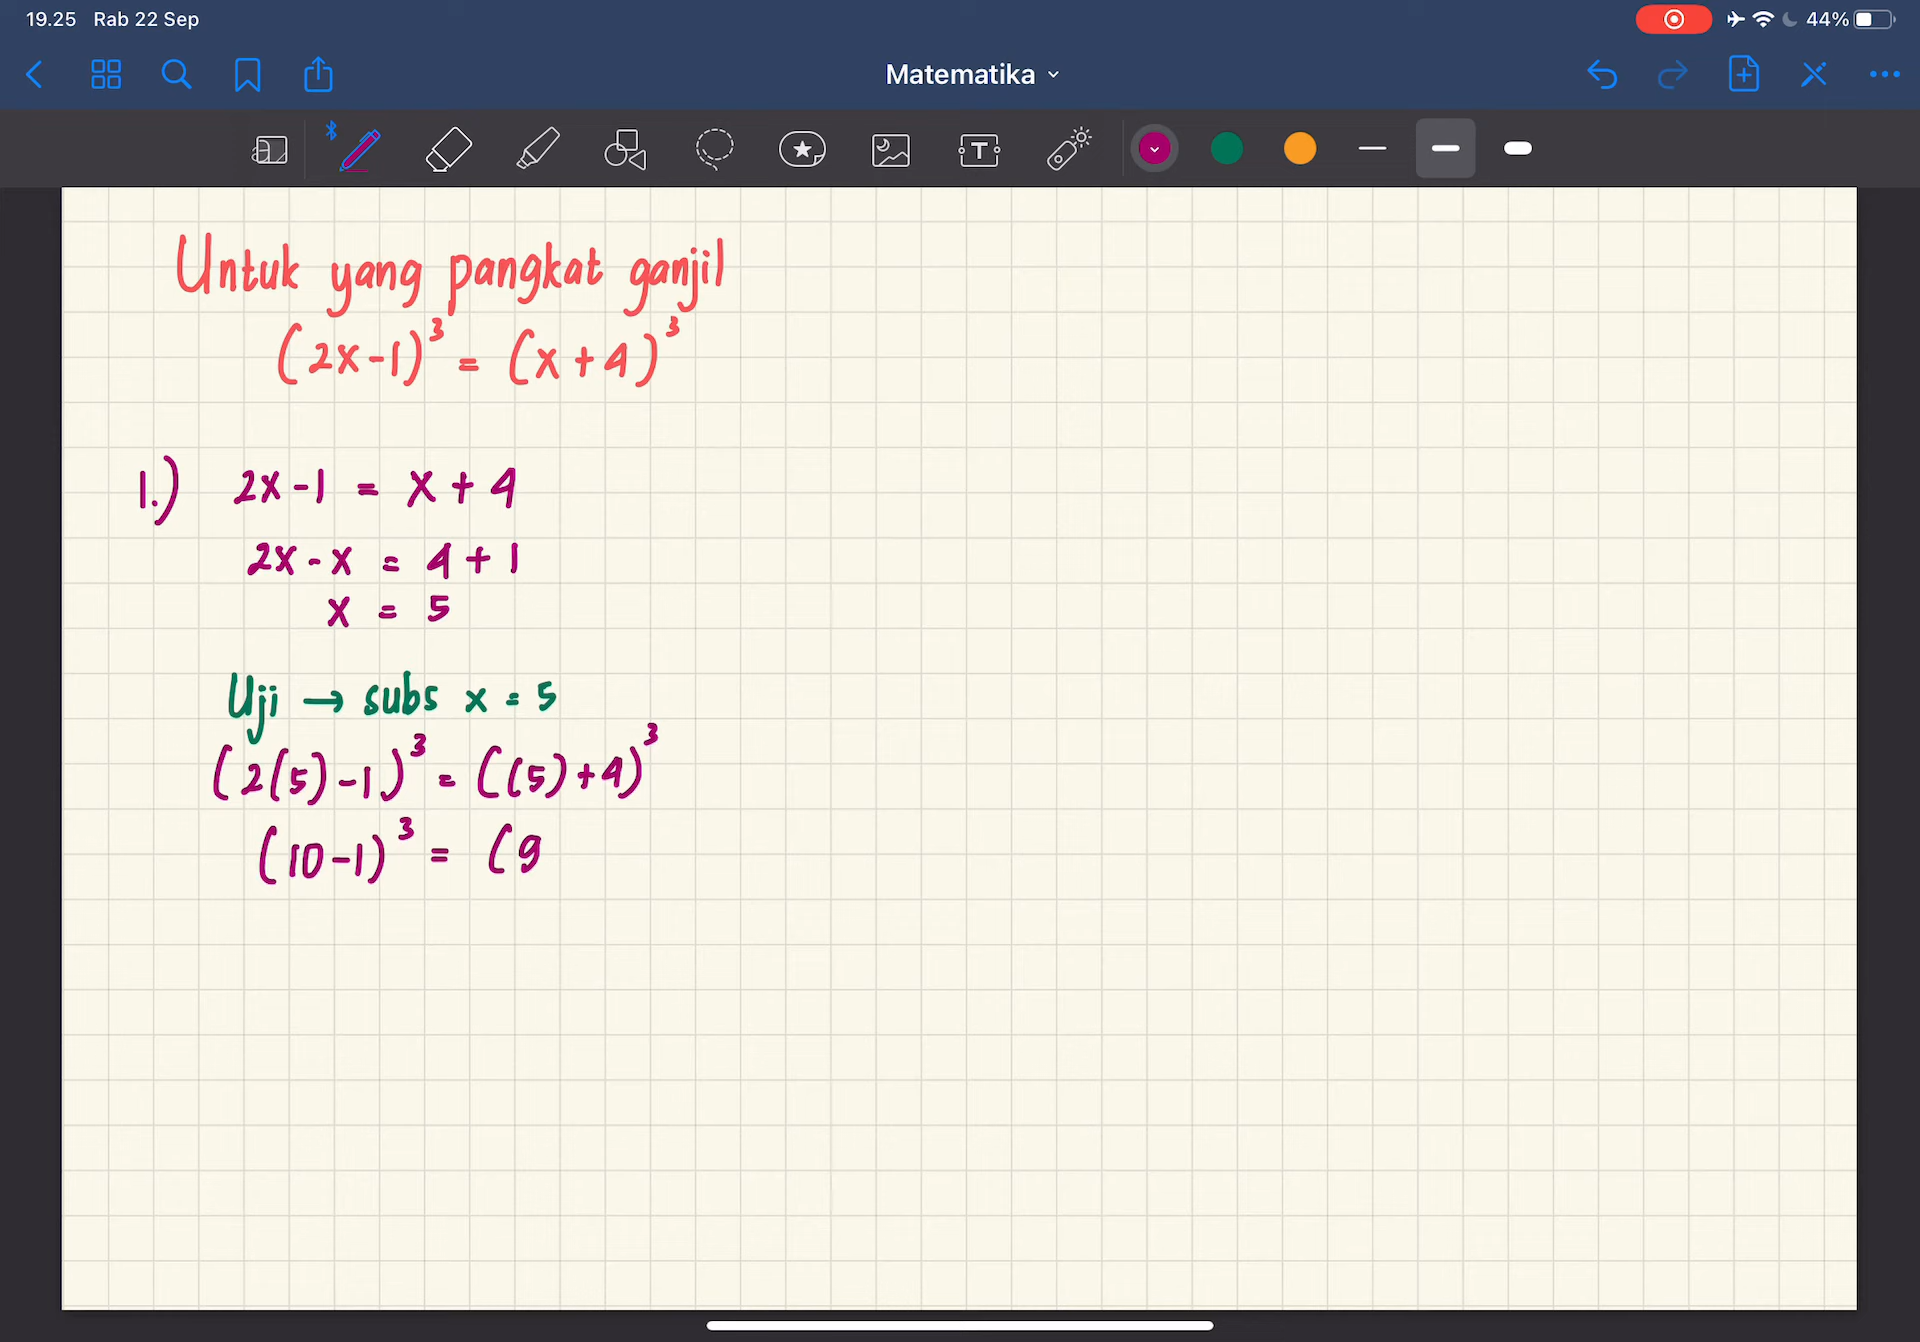 19.25 Rab 22 Sep 44%
Matematika
T
Untuk yang pangkat ganjil
(2x-1)³ = (x+4)³
1.) 2x-1 = x+4
2x-x = 4+1
x = 5
Uji → subs x = 5
(2(5)-1)³ = ((5)+4)³
(10-1)³ = (9